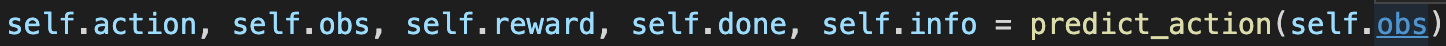 self.action, self.obs, self.reward, self.done, self.info = predict_action(self.obs)